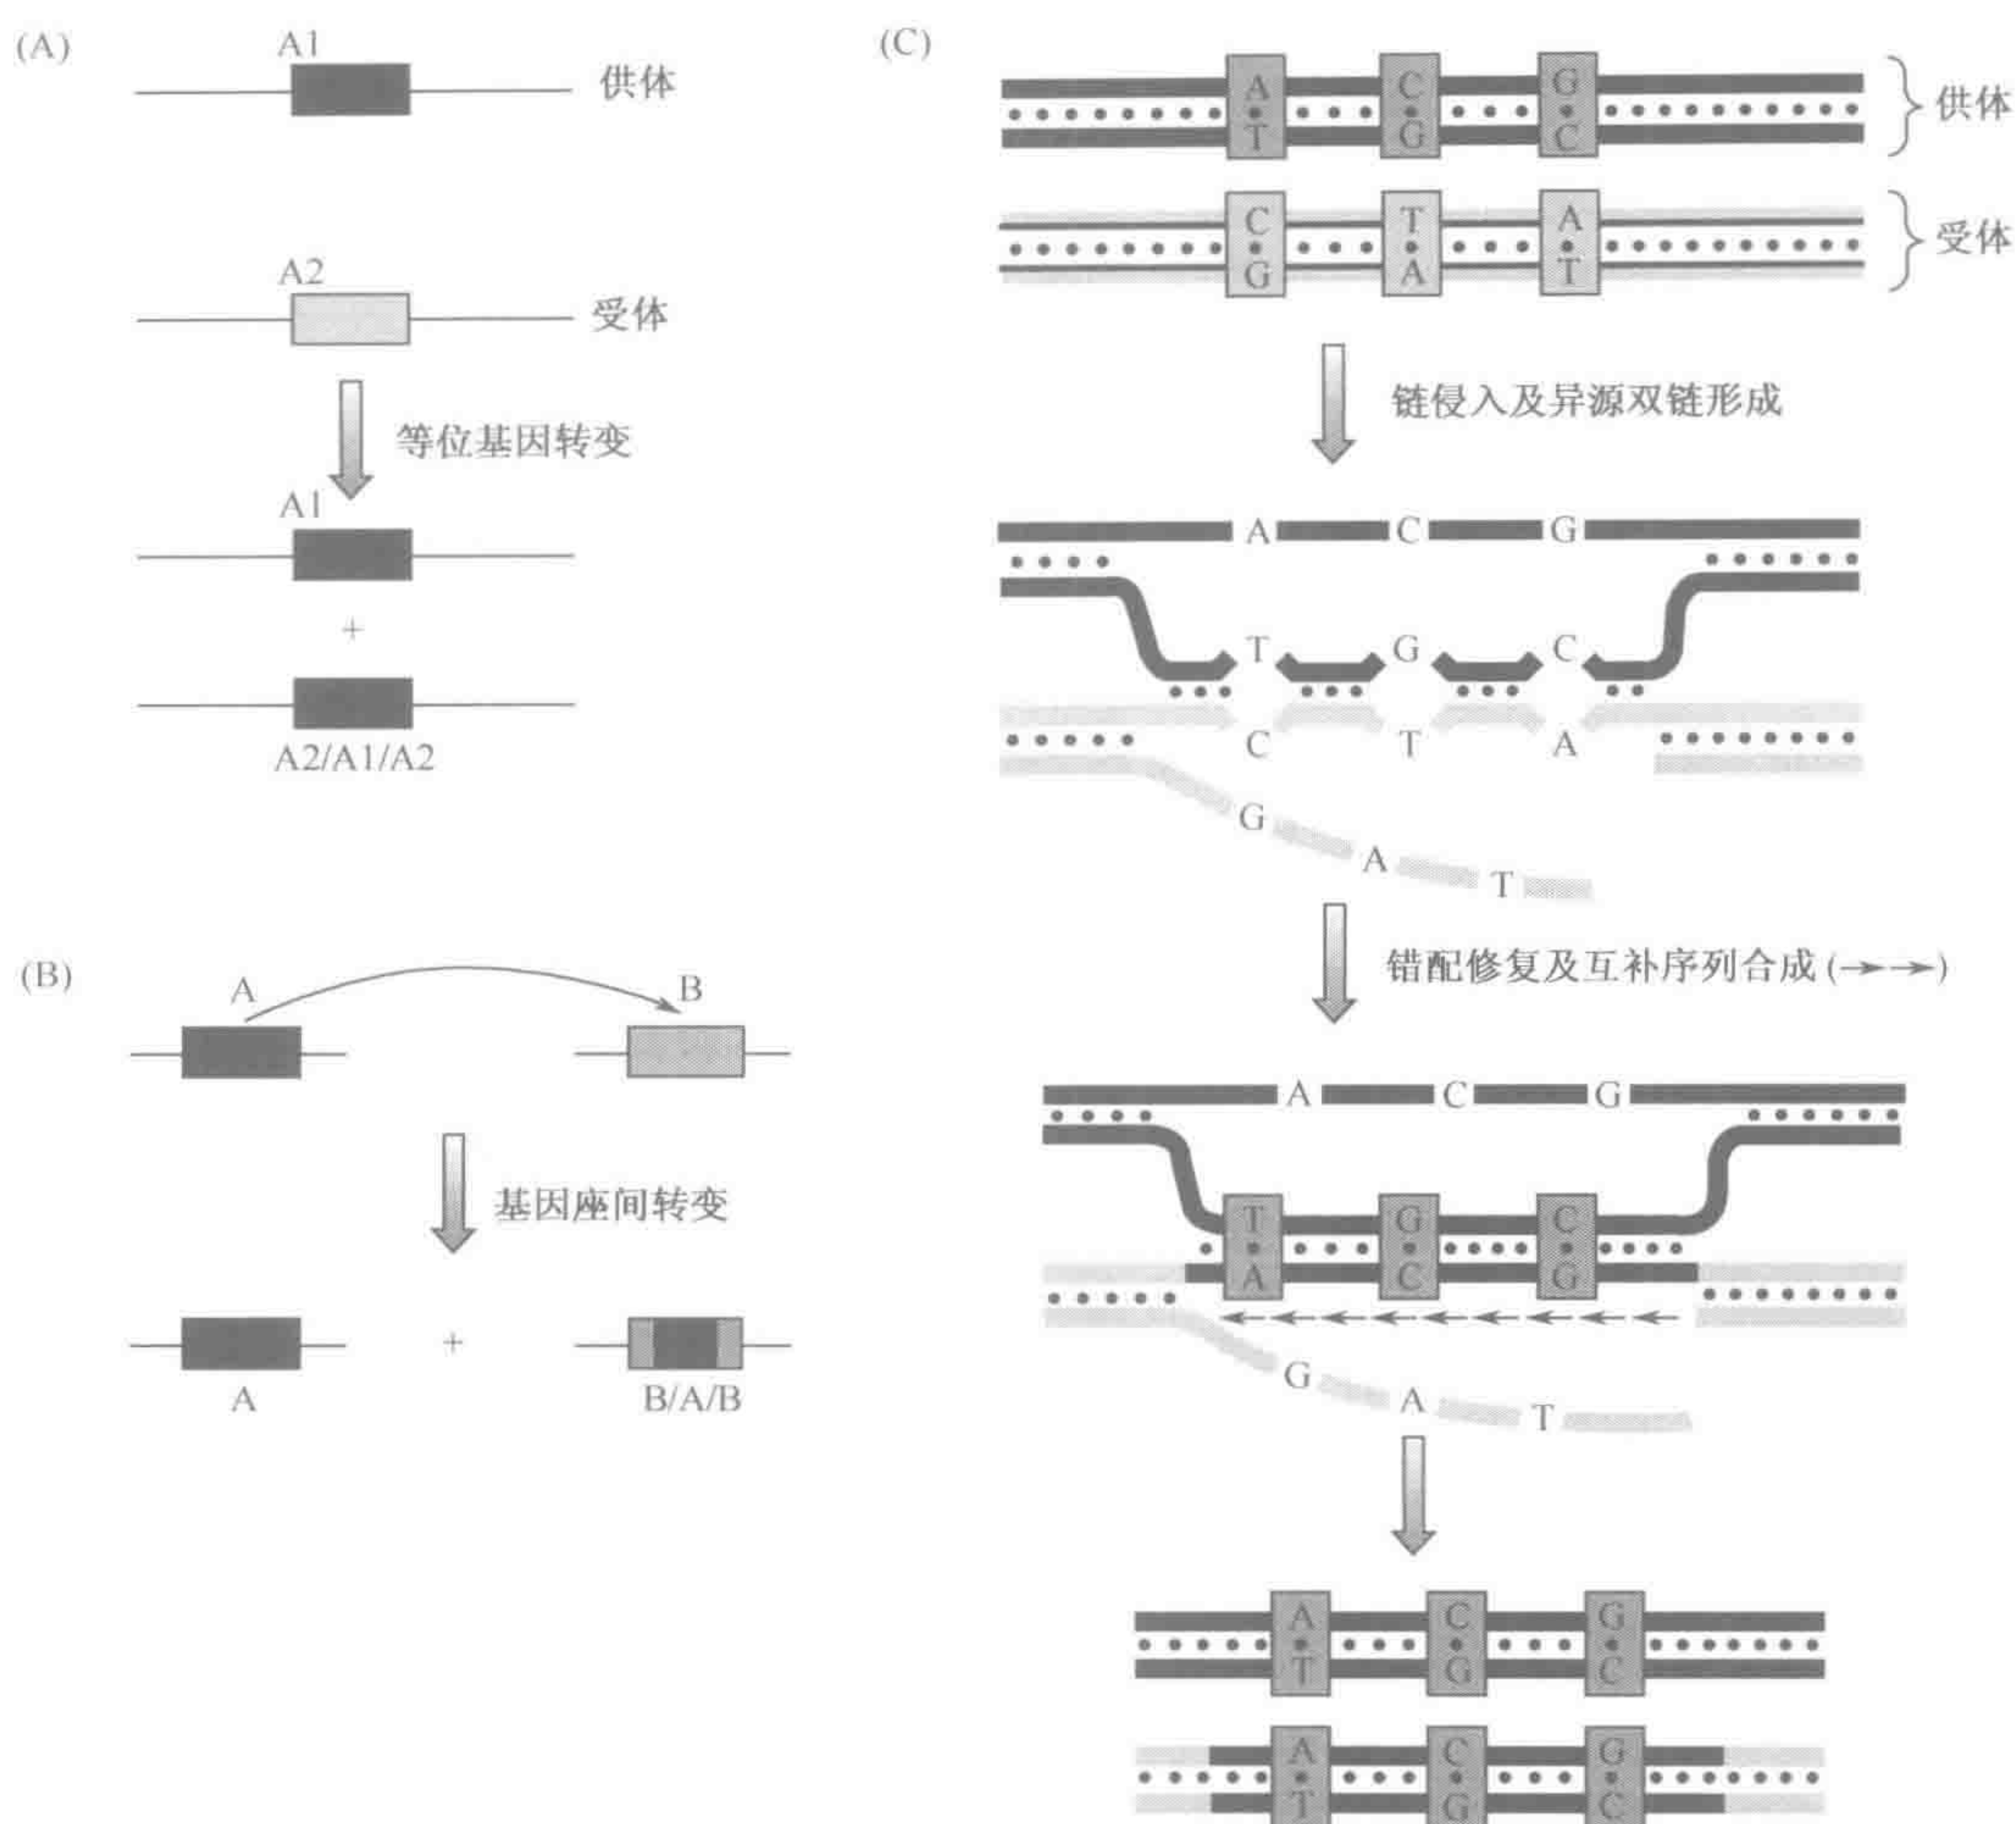 (A)
A1
供体
A2
受体
等位基因转变
A1
+
A2/A1/A2
(B)
A B
基因座间转变
+
A B/A/B
(C)
A C G
T G C
供体
C T A
G A T
受体
链侵入及异源双链形成
A C G
T G C
C T A
G A T
错配修复及互补序列合成(→→)
A C G
T G C
A C G
G A T
A C G
T G C
A C G
T G C